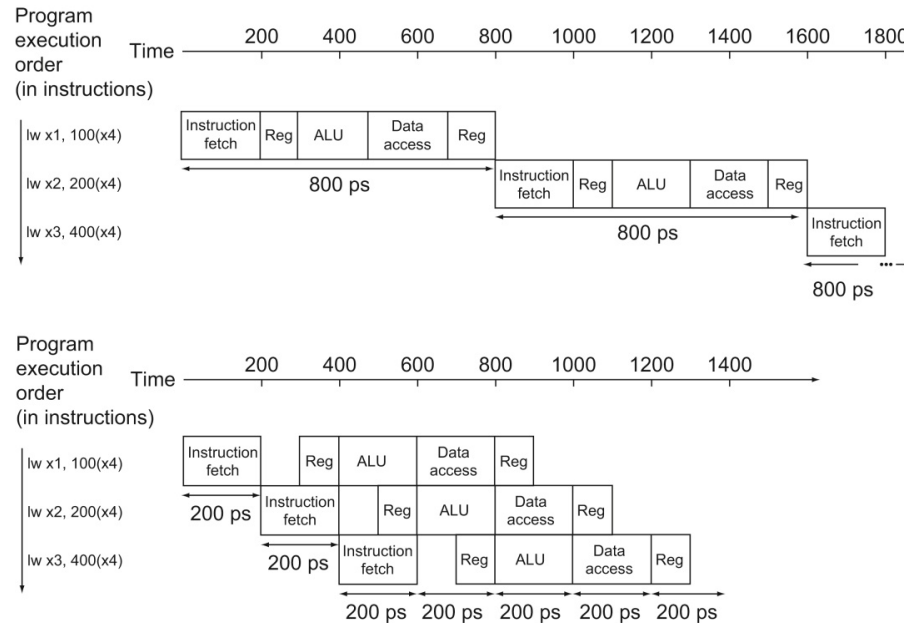 Program
execution
order
(in instructions)
Time 200 400 600 800 1000 1200 1400 1600 1800
lw x1, 100(x4)
Instruction fetch Reg ALU Data access Reg
800 ps
lw x2, 200(x4)
Instruction fetch Reg ALU Data access Reg
800 ps
lw x3, 400(x4)
Instruction fetch
...
800 ps
Program
execution
order
(in instructions)
Time 200 400 600 800 1000 1200 1400
lw x1, 100(x4)
Instruction fetch Reg ALU Data access Reg
200 ps
lw x2, 200(x4)
Instruction fetch Reg ALU Data access Reg
200 ps
lw x3, 400(x4)
Instruction fetch Reg ALU Data access Reg
200 ps 200 ps 200 ps 200 ps 200 ps